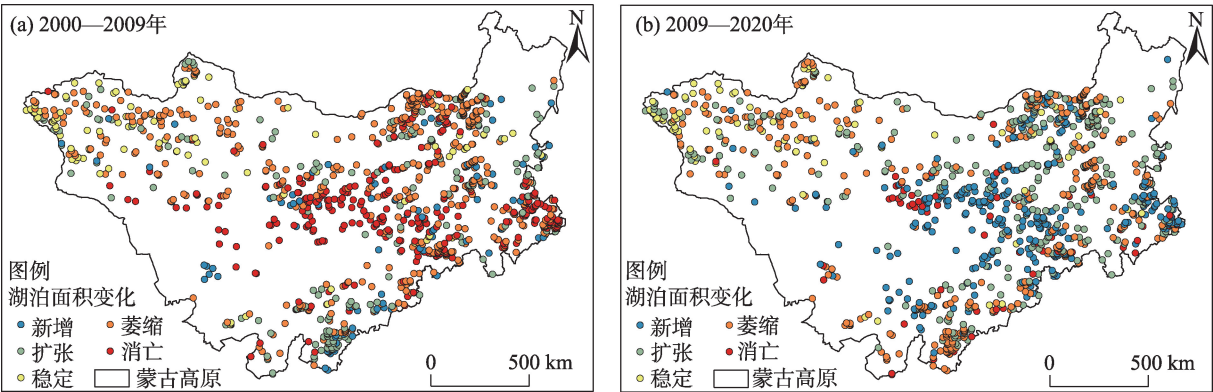 (a) 2000—2009年
N
图例
湖泊面积变化
新增 萎缩
扩张 消亡
稳定 蒙古高原
0 500 km
(b) 2009—2020年
N
图例
湖泊面积变化
新增 萎缩
扩张 消亡
稳定 蒙古高原
0 500 km